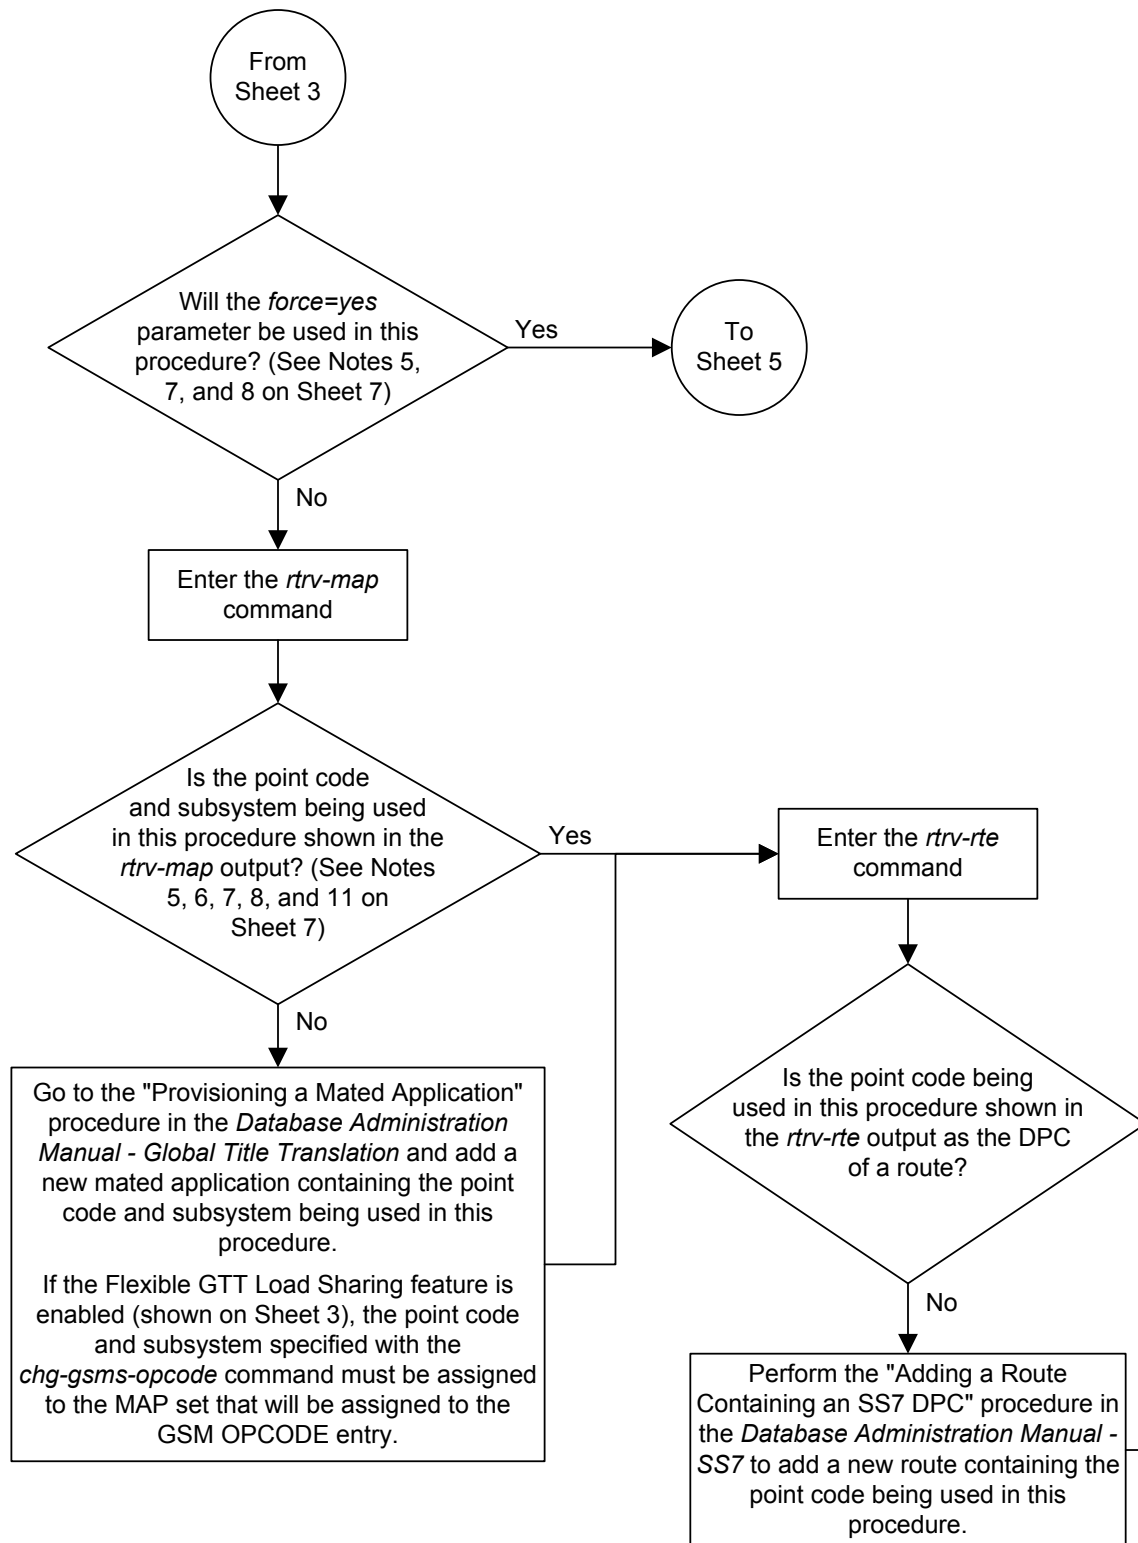 From
Sheet 3
Will the force=yes
parameter be used in this
procedure? (See Notes 5,
7, and 8 on Sheet 7)
Yes
To
Sheet 5
No
Enter the rtrv-map
command
Is the point code
and subsystem being used
in this procedure shown in the
rtrv-map output? (See Notes
5, 6, 7, 8, and 11 on
Sheet 7)
Yes
Enter the rtrv-rte
command
No
Go to the "Provisioning a Mated Application"
procedure in the Database Administration
Manual - Global Title Translation and add a
new mated application containing the point
code and subsystem being used in this
procedure.
If the Flexible GTT Load Sharing feature is
enabled (shown on Sheet 3), the point code
and subsystem specified with the
chg-gsms-opcode command must be assigned
to the MAP set that will be assigned to the
GSM OPCODE entry.
Is the point code being
used in this procedure shown in
the rtrv-rte output as the DPC
of a route?
No
Perform the "Adding a Route
Containing an SS7 DPC" procedure in
the Database Administration Manual -
SS7 to add a new route containing the
point code being used in this
procedure.